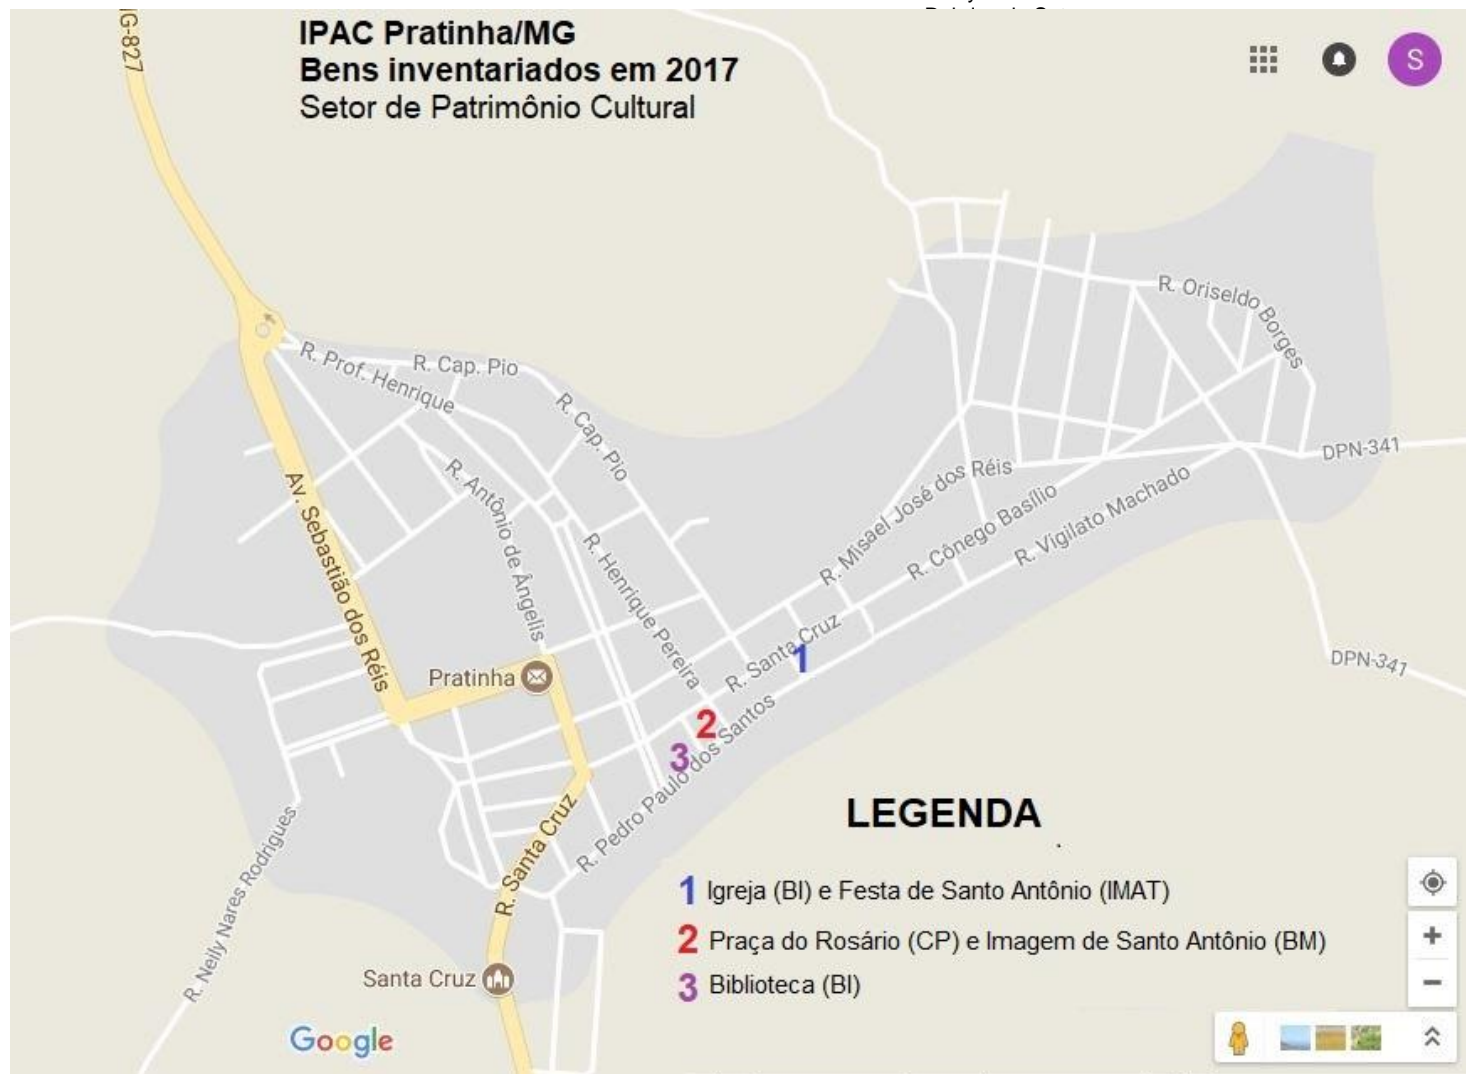 IPAC Pratinha/MG
Bens inventariados em 2017
Setor de Patrimônio Cultural
S
R. Oriseldo Borges
R. Prof. Henrique
R. Cap. Pio
R. Cap. Pio
R. Antônio de Ângelis
Av. Sebastião dos Réis
R. Henrique Pereira
R. Misael José dos Réis
R. Cônego Basílio
R. Vigilato Machado
DPN-341
DPN-341
Pratinha
R. Santa Cruz
1
2
3
R. Pedro Paulo dos Santos
R. Santa Cruz
R. Neily Nares Rodrigues
Santa Cruz
LEGENDA
1 Igreja (BI) e Festa de Santo Antônio (IMAT)
2 Praça do Rosário (CP) e Imagem de Santo Antônio (BM)
3 Biblioteca (BI)
Google